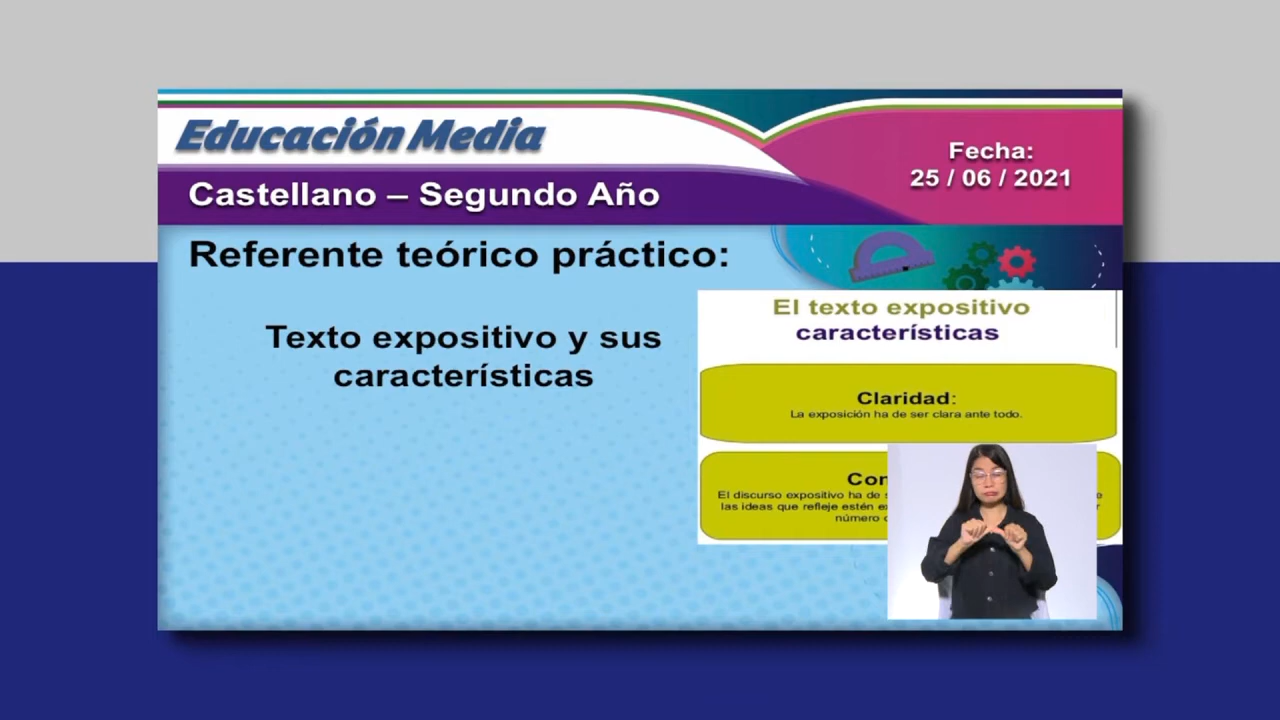 Educación Media
Castellano – Segundo Año
Fecha:
25 / 06 / 2021
Referente teórico práctico:
Texto expositivo y sus
características
El texto expositivo
características
Claridad:
La exposición ha de ser clara ante todo.
El discurso expositivo ha de
las ideas que refleje estén
número